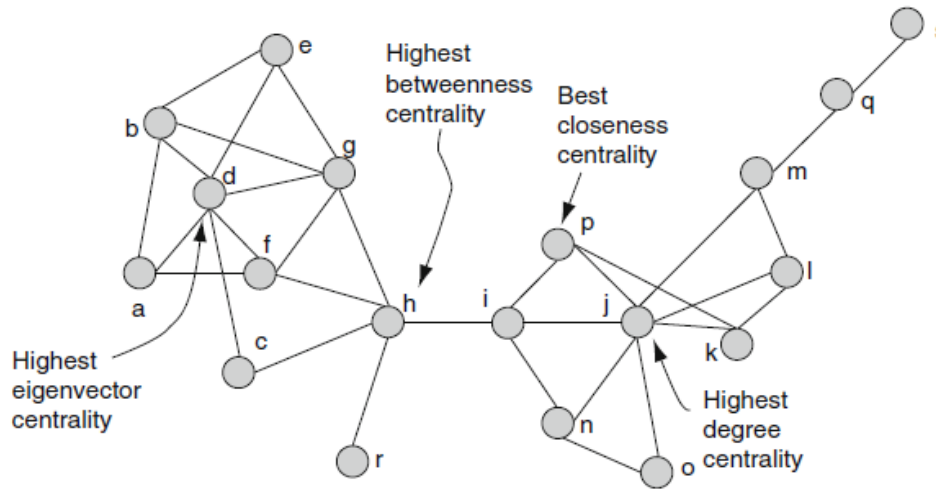 e
Highest
betweenness
centrality
Best
closeness
centrality
q
b
g
m
d
p
f
l
a
h
i
j
c
k
Highest
eigenvector
centrality
n
Highest
degree
centrality
r
o